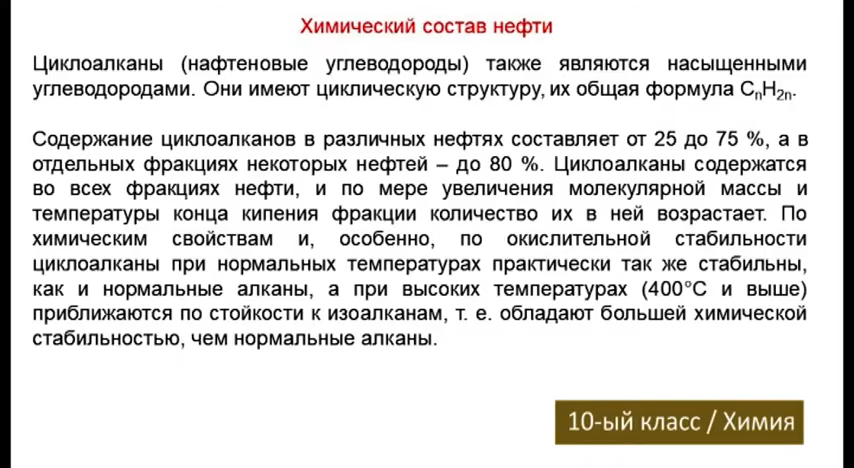 Химический состав нефти
Циклоалканы (нафтеновые углеводороды) также являются насыщенными
углеводородами. Они имеют циклическую структуру, их общая формула CₙH₂ₙ.
Содержание циклоалканов в различных нефтях составляет от 25 до 75 %, а в
отдельных фракциях некоторых нефтей – до 80 %. Циклоалканы содержатся
во всех фракциях нефти, и по мере увеличения молекулярной массы и
температуры конца кипения фракции количество их в ней возрастает. По
химическим свойствам и, особенно, по окислительной стабильности
циклоалканы при нормальных температурах практически так же стабильны,
как и нормальные алканы, а при высоких температурах (400°С и выше)
приближаются по стойкости к изоалканам, т. е. обладают большей химической
стабильностью, чем нормальные алканы.
10-ый класс / Химия